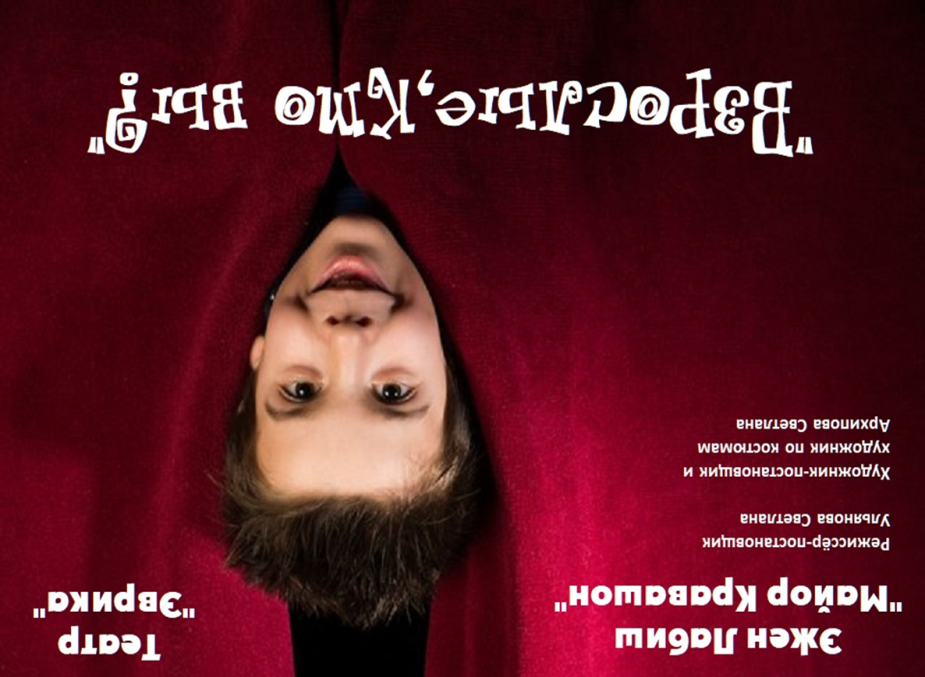 Театр
"Эврика"
Эжен Лабиш
"Майор Кравашон"
Режиссёр-постановщик
Ульянова Светлана
Художник-постановщик и
художник по костюмам
Архипова Светлана
"Взрослые,Кто вы?"